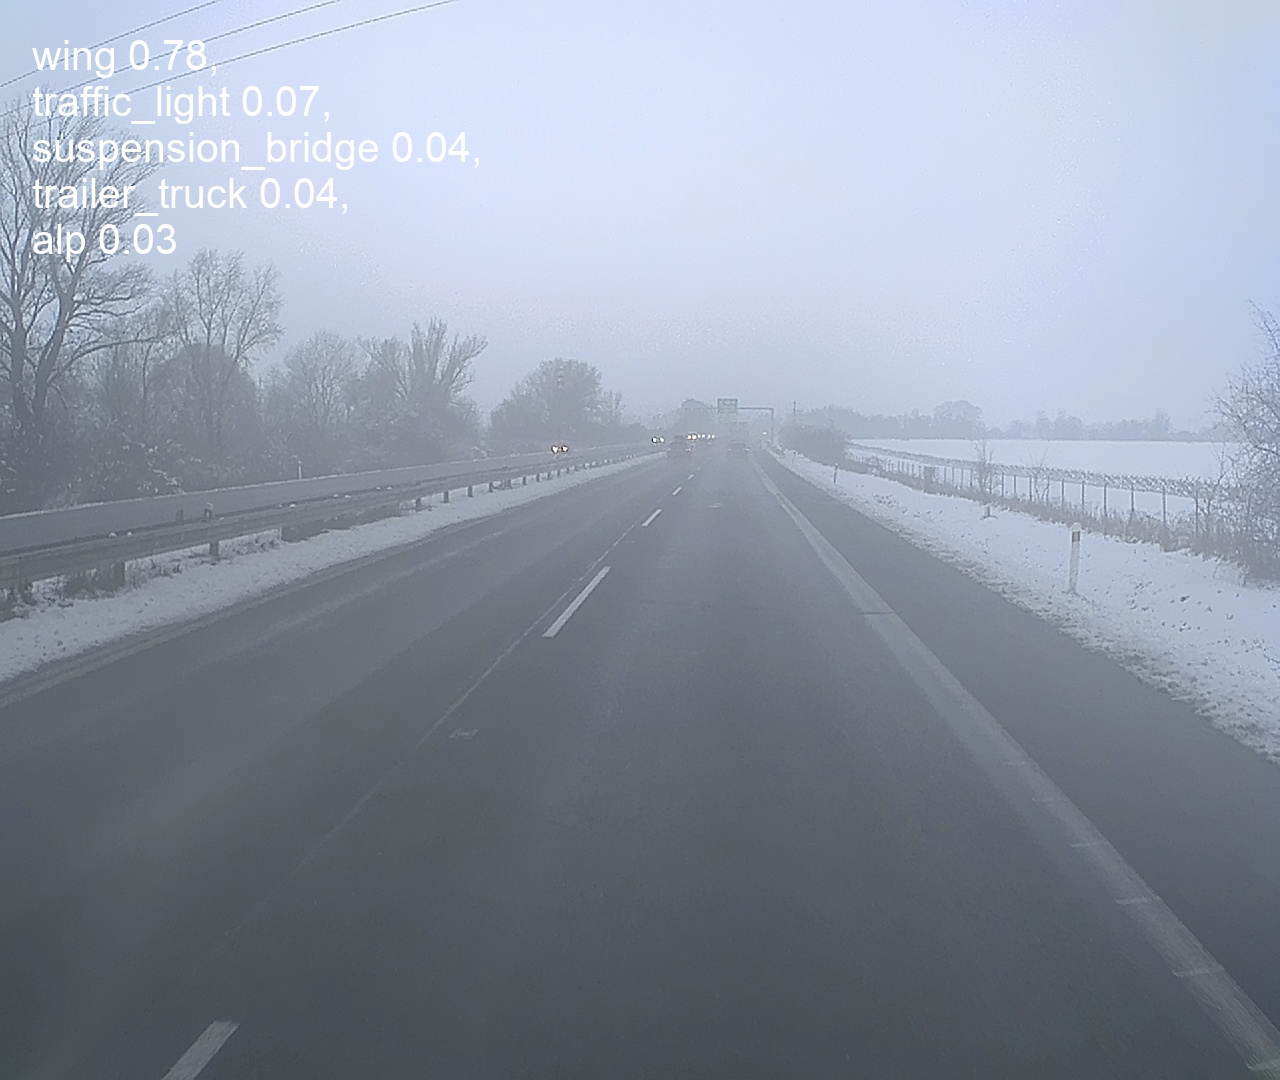 wing 0.78,
traffic_light 0.07,
suspension_bridge 0.04,
trailer_truck 0.04,
alp 0.03